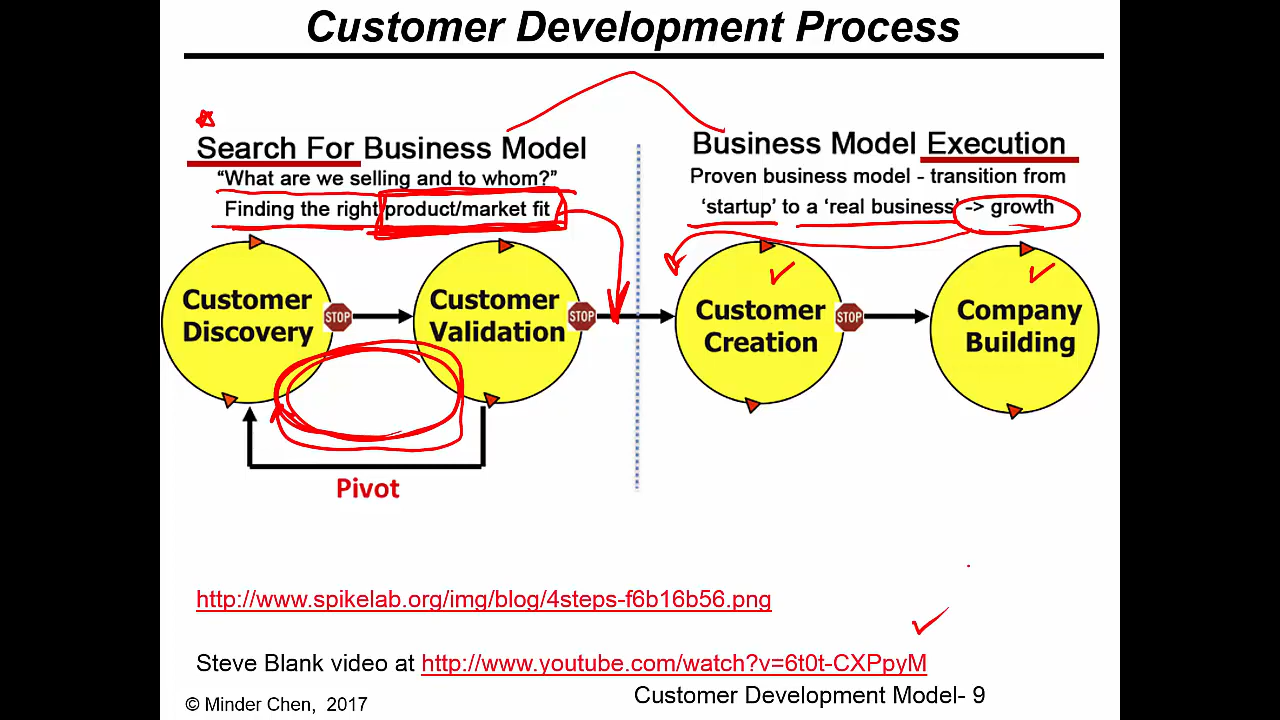 Customer Development Process
Search For Business Model
“What are we selling and to whom?”
Finding the right product/market fit
Business Model Execution
Proven business model - transition from
‘startup’ to a ‘real business’ -> growth
Customer
Discovery
STOP
Customer
Validation
STOP
Customer
Creation
STOP
Company
Building
Pivot
http://www.spikelab.org/img/blog/4steps-f6b16b56.png
Steve Blank video at http://www.youtube.com/watch?v=6t0t-CXPpyM
© Minder Chen, 2017
Customer Development Model- 9